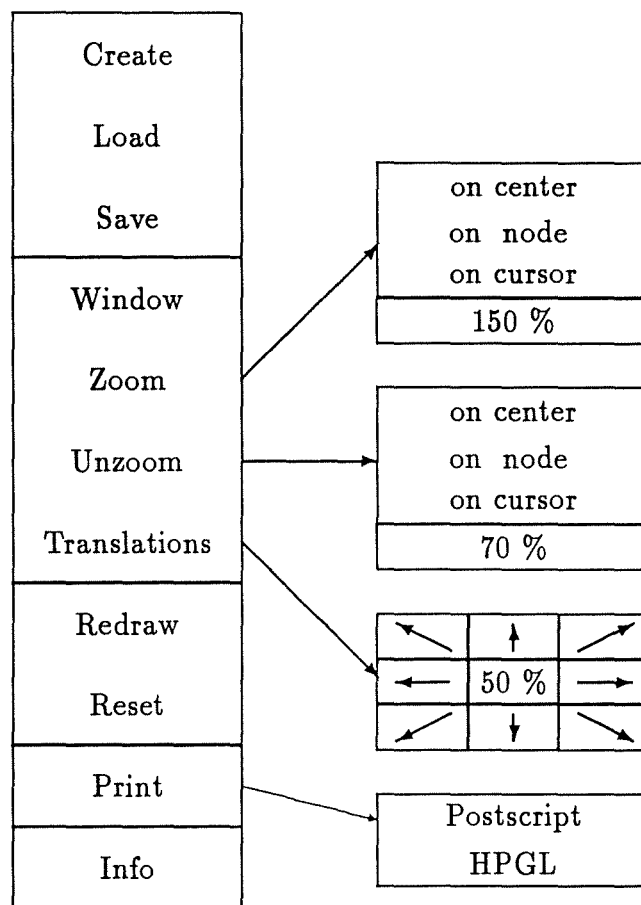 Create
Load
Save
Window
Zoom
Unzoom
Translations
Redraw
Reset
Print
Info
on center
on node
on cursor
150 %
on center
on node
on cursor
70 %
50 %
Postscript
HPGL